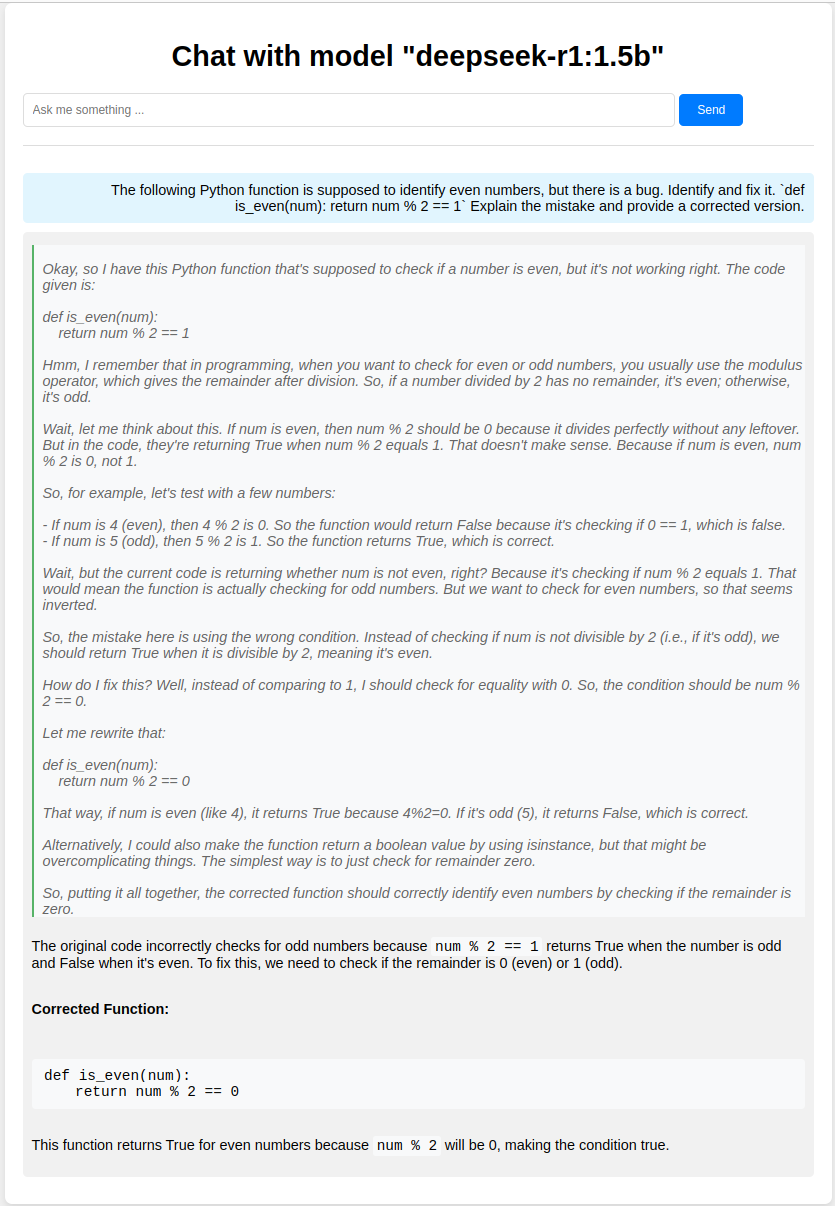 Chat with model "deepseek-r1:1.5b"
Ask me something ...
Send
The following Python function is supposed to identify even numbers, but there is a bug. Identify and fix it. `def
is_even(num): return num % 2 == 1` Explain the mistake and provide a corrected version.
Okay, so I have this Python function that's supposed to check if a number is even, but it's not working right. The code
given is:
def is_even(num):
    return num % 2 == 1
Hmm, I remember that in programming, when you want to check for even or odd numbers, you usually use the modulus
operator, which gives the remainder after division. So, if a number divided by 2 has no remainder, it's even; otherwise,
it's odd.
Wait, let me think about this. If num is even, then num % 2 should be 0 because it divides perfectly without any leftover.
But in the code, they're returning True when num % 2 equals 1. That doesn't make sense. Because if num is even, num
% 2 is 0, not 1.
So, for example, let's test with a few numbers:
- If num is 4 (even), then 4 % 2 is 0. So the function would return False because it's checking if 0 == 1, which is false.
- If num is 5 (odd), then 5 % 2 is 1. So the function returns True, which is correct.
Wait, but the current code is returning whether num is not even, right? Because it's checking if num % 2 equals 1. That
would mean the function is actually checking for odd numbers. But we want to check for even numbers, so that seems
inverted.
So, the mistake here is using the wrong condition. Instead of checking if num is not divisible by 2 (i.e., if it's odd), we
should return True when it is divisible by 2, meaning it's even.
How do I fix this? Well, instead of comparing to 1, I should check for equality with 0. So, the condition should be num %
2 == 0.
Let me rewrite that:
def is_even(num):
    return num % 2 == 0
That way, if num is even (like 4), it returns True because 4%2=0. If it's odd (5), it returns False, which is correct.
Alternatively, I could also make the function return a boolean value by using isinstance, but that might be
overcomplicating things. The simplest way is to just check for remainder zero.
So, putting it all together, the corrected function should correctly identify even numbers by checking if the remainder is
zero.
The original code incorrectly checks for odd numbers because num % 2 == 1 returns True when the number is odd
and False when it's even. To fix this, we need to check if the remainder is 0 (even) or 1 (odd).
Corrected Function:
def is_even(num):
    return num % 2 == 0
This function returns True for even numbers because num % 2 will be 0, making the condition true.